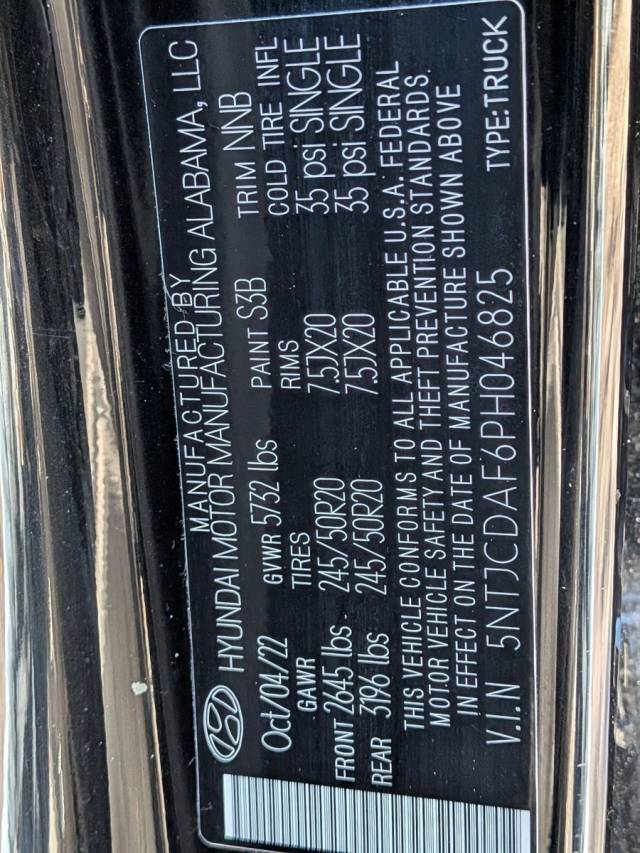 MANUFACTURED BY
HYUNDAI MOTOR MANUFACTURING ALABAMA, LLC
Oct/04/22 GVWR 5732 lbs PAINT S3B TRIM NNB
GAWR TIRES RIMS COLD TIRE INFL
FRONT 2645 lbs 245/50R20 7.5JX20 35 psi SINGLE
REAR 3196 lbs 245/50R20 7.5JX20 35 psi SINGLE
THIS VEHICLE CONFORMS TO ALL APPLICABLE U.S.A. FEDERAL
MOTOR VEHICLE SAFETY AND THEFT PREVENTION STANDARDS.
IN EFFECT ON THE DATE OF MANUFACTURE SHOWN ABOVE
V.I.N 5NTJCDAF6PH046825 TYPE:TRUCK